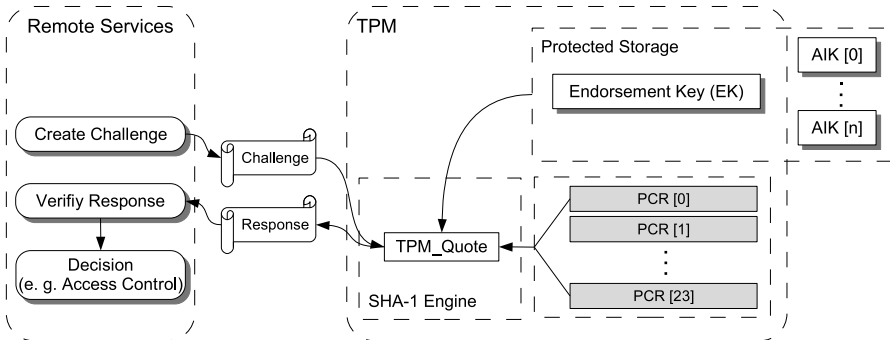 Remote Services
Create Challenge
Verifiy Response
Decision
(e. g. Access Control)
Challenge
Response
TPM
Protected Storage
Endorsement Key (EK)
AIK [0]
AIK [n]
TPM_Quote
SHA-1 Engine
PCR [0]
PCR [1]
PCR [23]